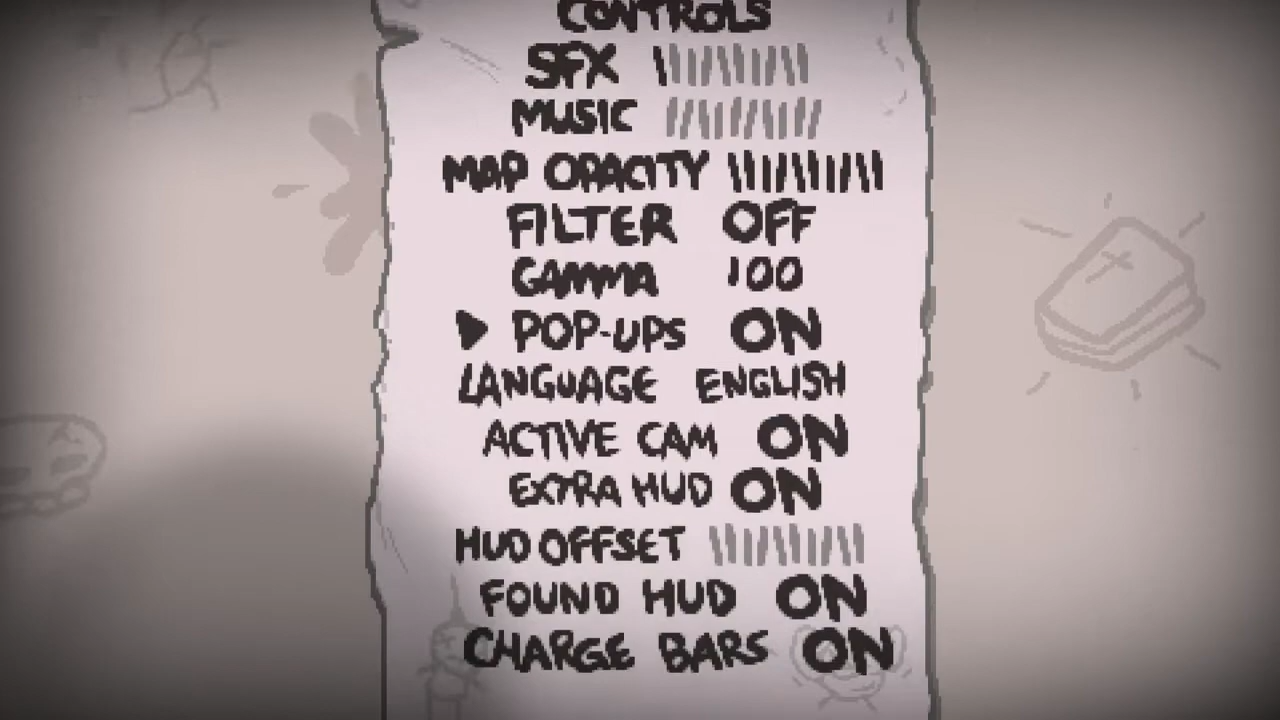 CONTROLS
SFX
MUSIC
MAP OPACITY
FILTER OFF
GAMMA 100
POP-UPS ON
LANGUAGE ENGLISH
ACTIVE CAM ON
EXTRA HUD ON
HUD OFFSET
FOUND HUD ON
CHARGE BARS ON